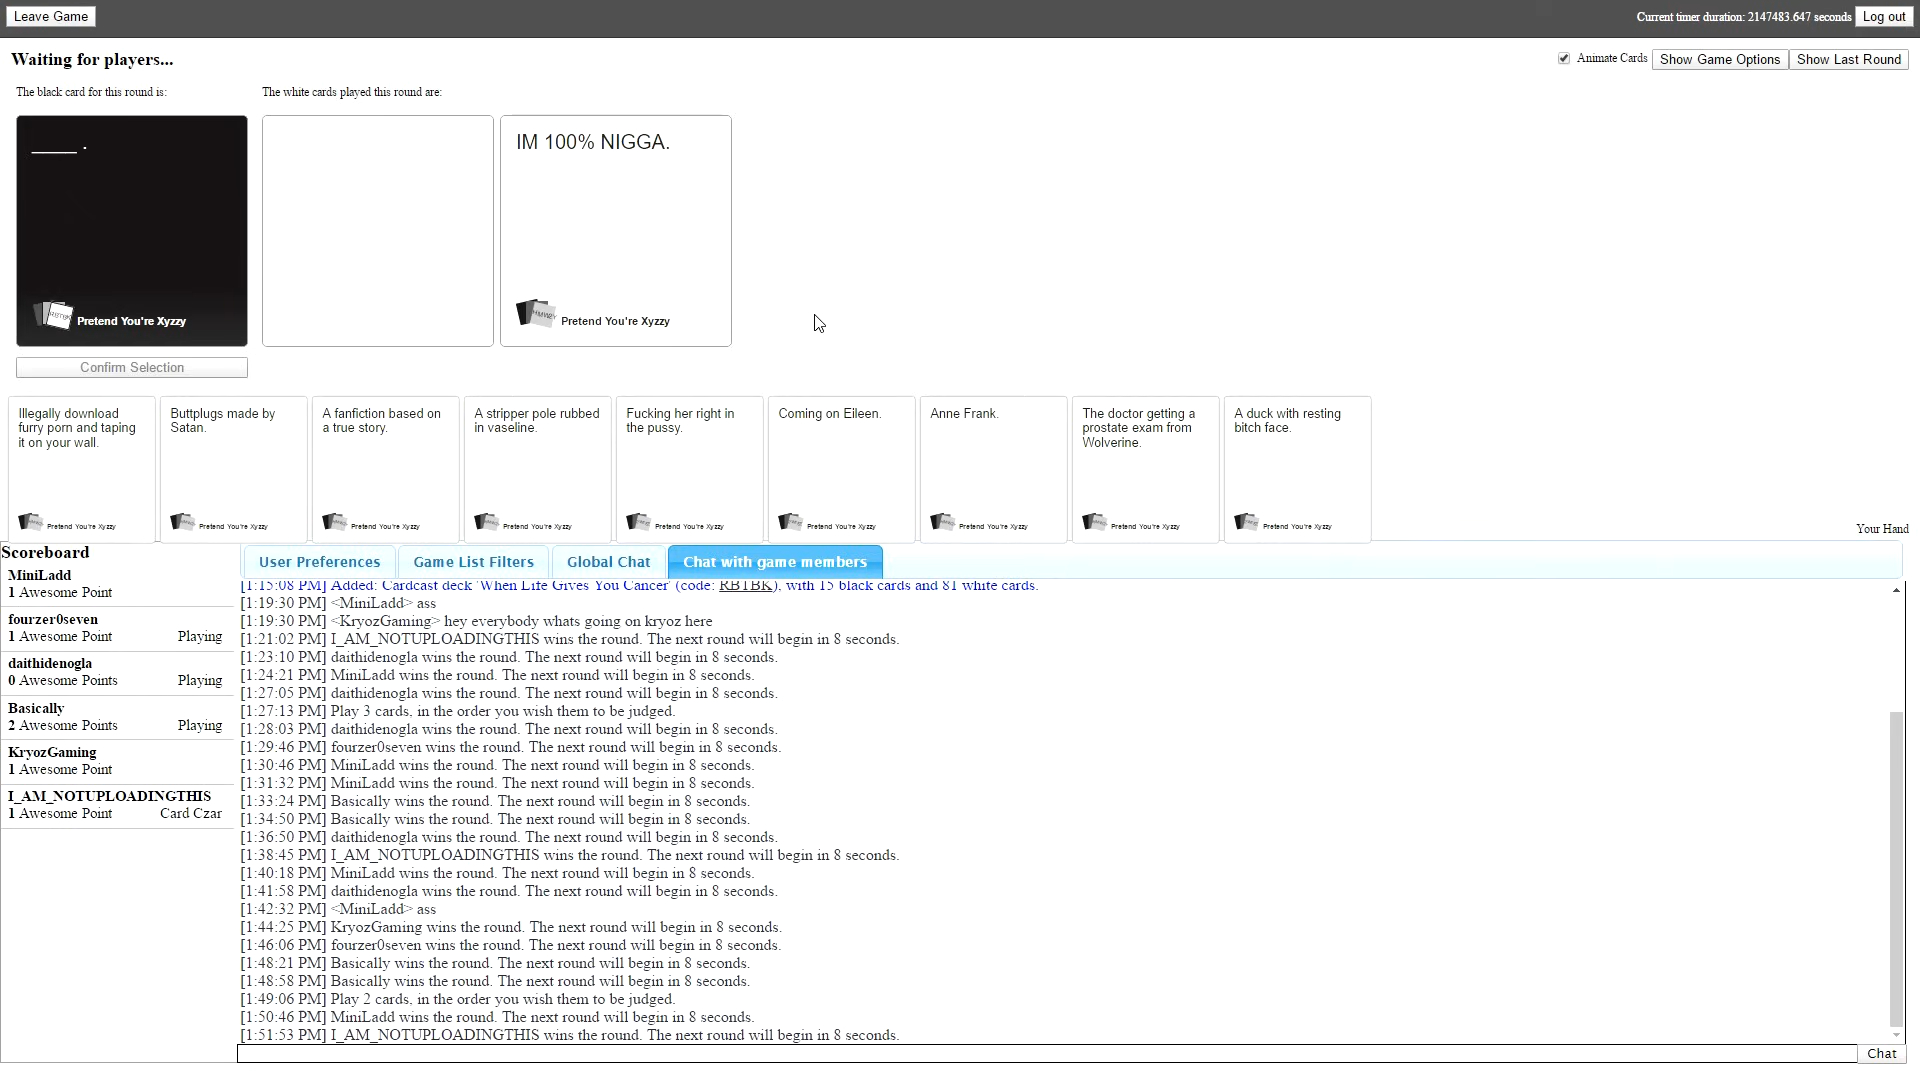 Leave Game
Current timer duration: 2147483.647 seconds
Log out
Waiting for players...
Animate Cards
Show Game Options
Show Last Round
The black card for this round is:
The white cards played this round are:
_____ .
IM 100% NIGGA.
Pretend You're Xyzzy
Pretend You're Xyzzy
Confirm Selection
Illegally download
furry porn and taping
it on your wall.
Pretend You're Xyzzy
Buttplugs made by
Satan.
Pretend You're Xyzzy
A fanfiction based on
a true story.
Pretend You're Xyzzy
A stripper pole rubbed
in vaseline.
Pretend You're Xyzzy
Fucking her right in
the pussy.
Pretend You're Xyzzy
Coming on Eileen.
Pretend You're Xyzzy
Anne Frank.
Pretend You're Xyzzy
The doctor getting a
prostate exam from
Wolverine.
Pretend You're Xyzzy
A duck with resting
bitch face.
Pretend You're Xyzzy
Your Hand
Scoreboard
MiniLadd
1 Awesome Point
fourzer0seven
1 Awesome Point Playing
daithidenogla
0 Awesome Points Playing
Basically
2 Awesome Points Playing
KryozGaming
1 Awesome Point
I_AM_NOTUPLOADINGTHIS
1 Awesome Point Card Czar
User Preferences
Game List Filters
Global Chat
Chat with game members
[1:15:08 PM] Added: Cardcast deck 'When Life Gives You Cancer' (code: RBTBK), with 15 black cards and 81 white cards.
[1:19:30 PM] <MiniLadd> ass
[1:19:30 PM] <KryozGaming> hey everybody whats going on kryoz here
[1:21:02 PM] I_AM_NOTUPLOADINGTHIS wins the round. The next round will begin in 8 seconds.
[1:23:10 PM] daithidenogla wins the round. The next round will begin in 8 seconds.
[1:24:21 PM] MiniLadd wins the round. The next round will begin in 8 seconds.
[1:27:05 PM] daithidenogla wins the round. The next round will begin in 8 seconds.
[1:27:13 PM] Play 3 cards, in the order you wish them to be judged.
[1:28:03 PM] daithidenogla wins the round. The next round will begin in 8 seconds.
[1:29:46 PM] fourzer0seven wins the round. The next round will begin in 8 seconds.
[1:30:46 PM] MiniLadd wins the round. The next round will begin in 8 seconds.
[1:31:32 PM] MiniLadd wins the round. The next round will begin in 8 seconds.
[1:33:24 PM] Basically wins the round. The next round will begin in 8 seconds.
[1:34:50 PM] Basically wins the round. The next round will begin in 8 seconds.
[1:36:50 PM] daithidenogla wins the round. The next round will begin in 8 seconds.
[1:38:45 PM] I_AM_NOTUPLOADINGTHIS wins the round. The next round will begin in 8 seconds.
[1:40:18 PM] MiniLadd wins the round. The next round will begin in 8 seconds.
[1:41:58 PM] daithidenogla wins the round. The next round will begin in 8 seconds.
[1:42:32 PM] <MiniLadd> ass
[1:44:25 PM] KryozGaming wins the round. The next round will begin in 8 seconds.
[1:46:06 PM] fourzer0seven wins the round. The next round will begin in 8 seconds.
[1:48:21 PM] Basically wins the round. The next round will begin in 8 seconds.
[1:48:58 PM] Basically wins the round. The next round will begin in 8 seconds.
[1:49:06 PM] Play 2 cards, in the order you wish them to be judged.
[1:50:46 PM] MiniLadd wins the round. The next round will begin in 8 seconds.
[1:51:53 PM] I_AM_NOTUPLOADINGTHIS wins the round. The next round will begin in 8 seconds.
Chat